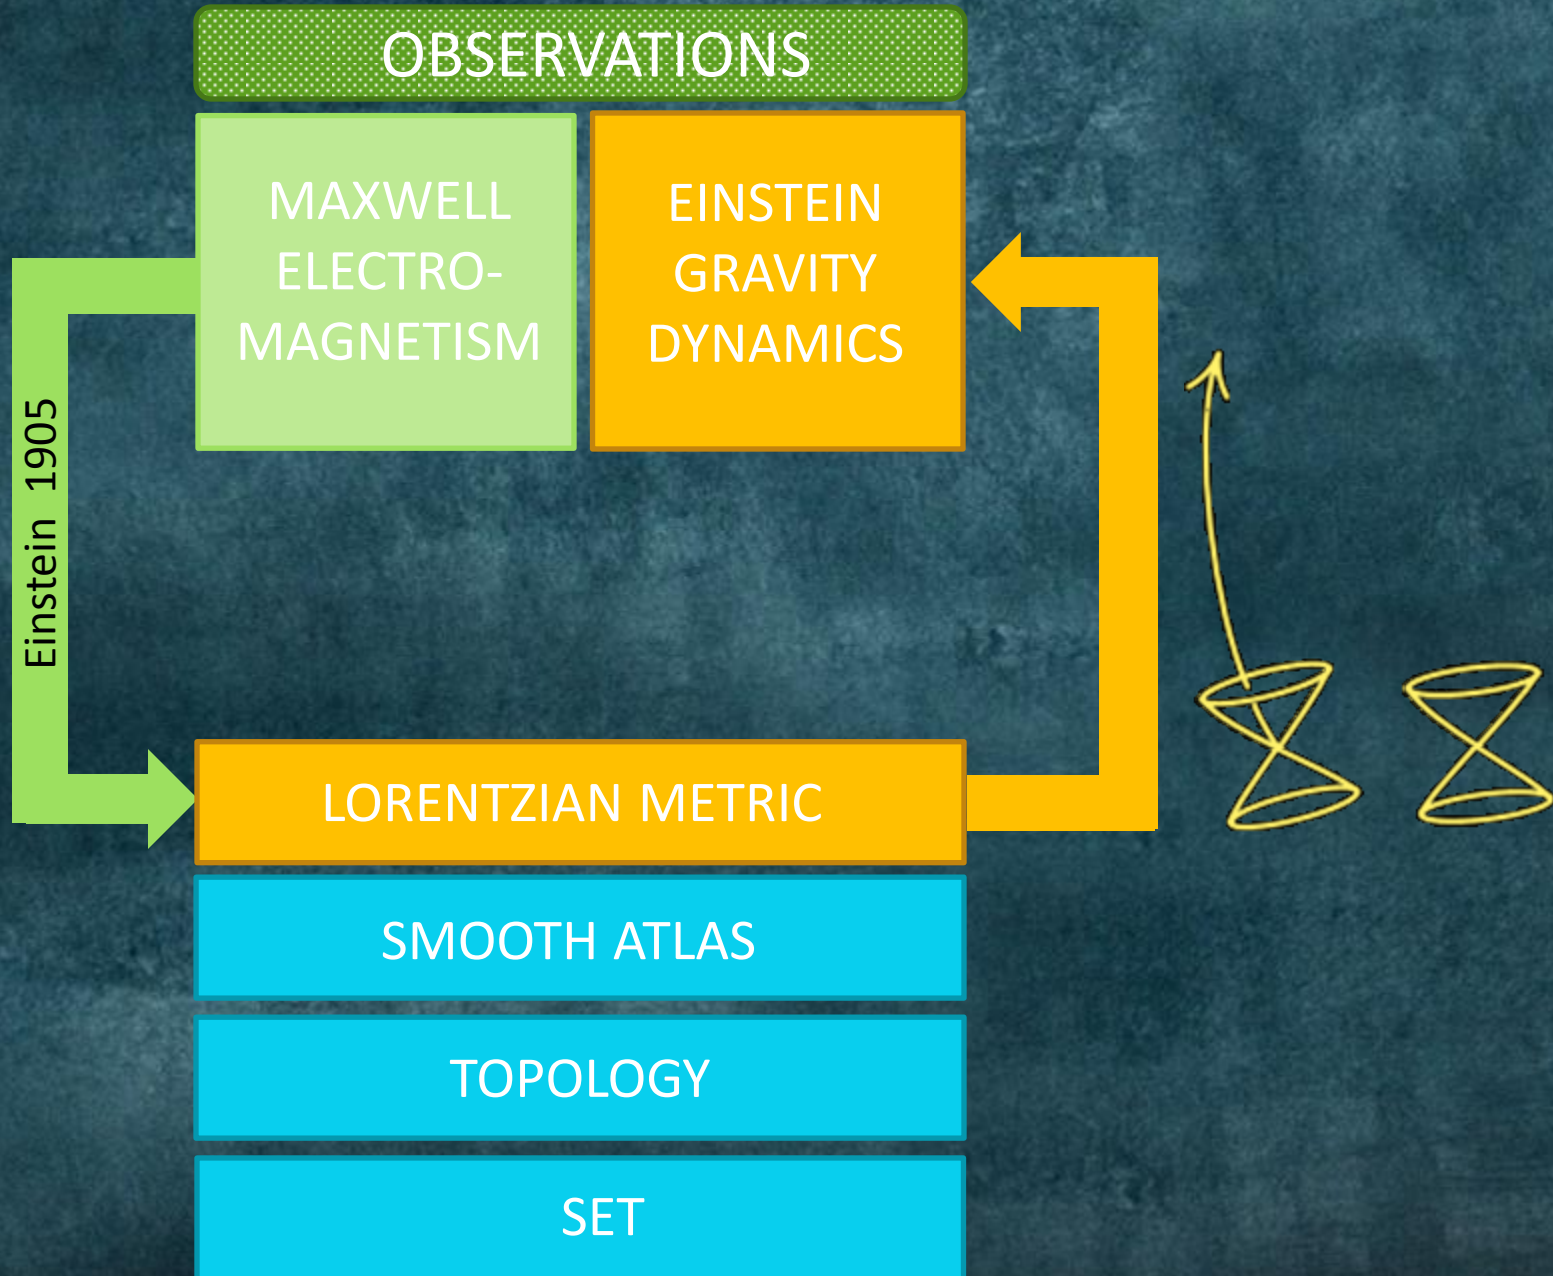 OBSERVATIONS
MAXWELL
ELECTRO-
MAGNETISM
EINSTEIN
GRAVITY
DYNAMICS
Einstein 1905
LORENTZIAN METRIC
SMOOTH ATLAS
TOPOLOGY
SET